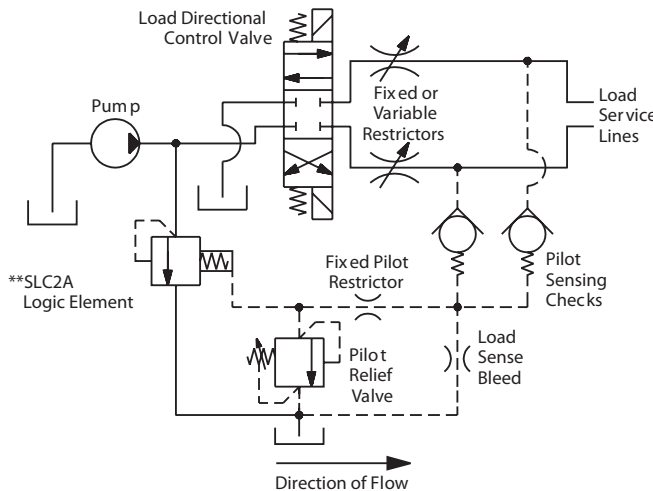 Load Directional
Control Valve
Pump
Fixed or
Variable
Restrictors
Load
Service
Lines
**SLC2A
Logic Element
Fixed Pilot
Restrictor
Pilot
Sensing
Checks
Load
Sense
Bleed
Pilot
Relief
Valve
Direction of Flow